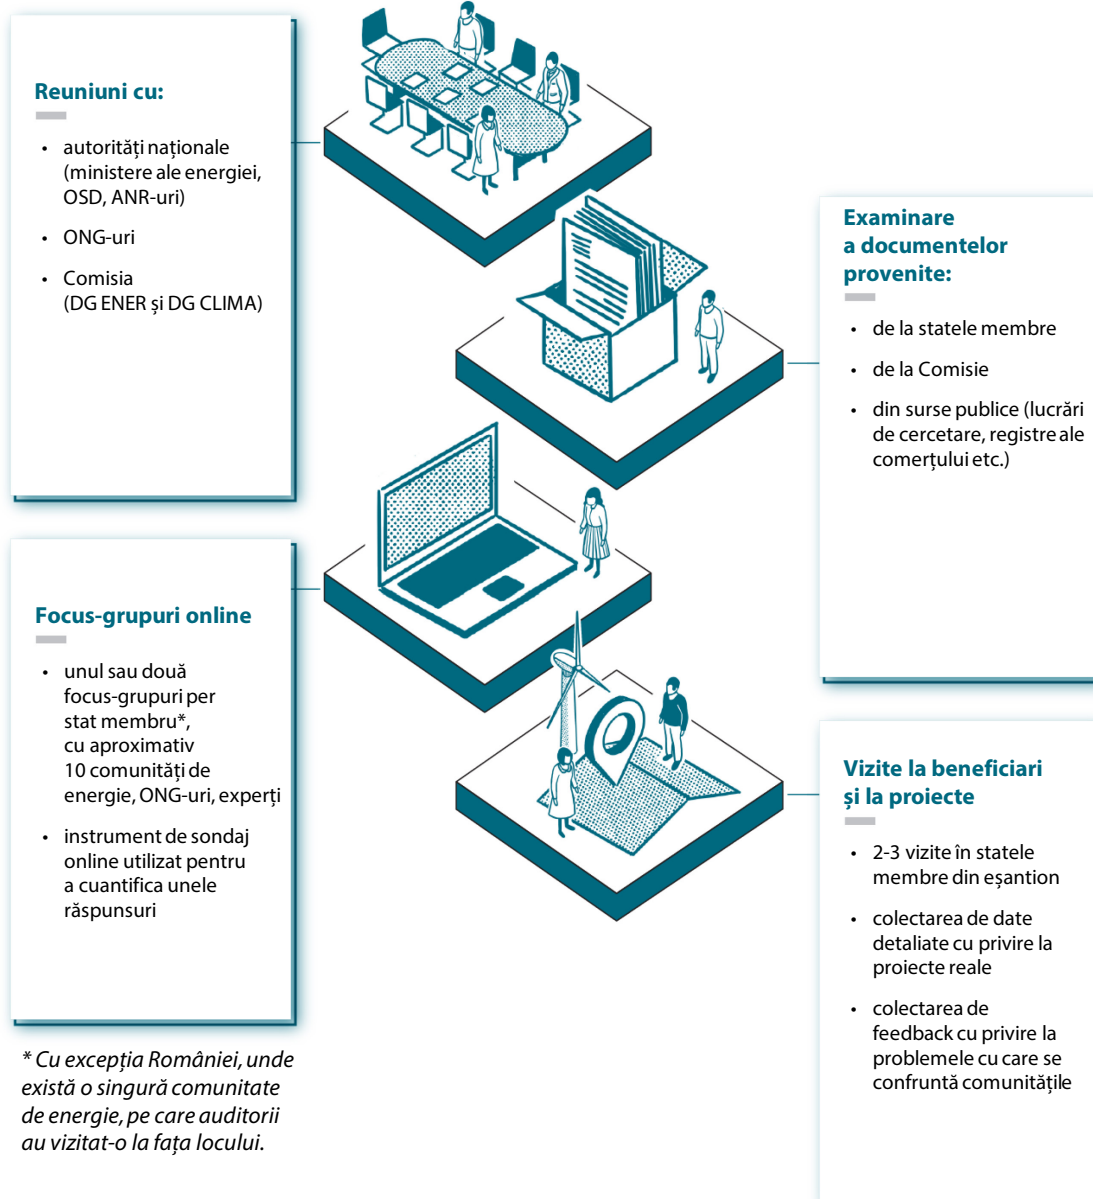 Reuniuni cu:
• autorități naționale
(ministere ale energiei,
OSD, ANR-uri)
• ONG-uri
• Comisia
(DG ENER și DG CLIMA)
Examinare
a documentelor
provenite:
• de la statele membre
• de la Comisie
• din surse publice (lucrări
de cercetare, registre ale
comerțului etc.)
Focus-grupuri online
• unul sau două
focus-grupuri per
stat membru*,
cu aproximativ
10 comunități de
energie, ONG-uri, experți
• instrument de sondaj
online utilizat pentru
a cuantifica unele
răspunsuri
* Cu excepția României, unde
există o singură comunitate
de energie, pe care auditorii
au vizitat-o la fața locului.
Vizite la beneficiari
și la proiecte
• 2-3 vizite în statele
membre din eșantion
• colectarea de date
detaliate cu privire la
proiecte reale
• colectarea de
feedback cu privire la
problemele cu care se
confruntă comunitățile